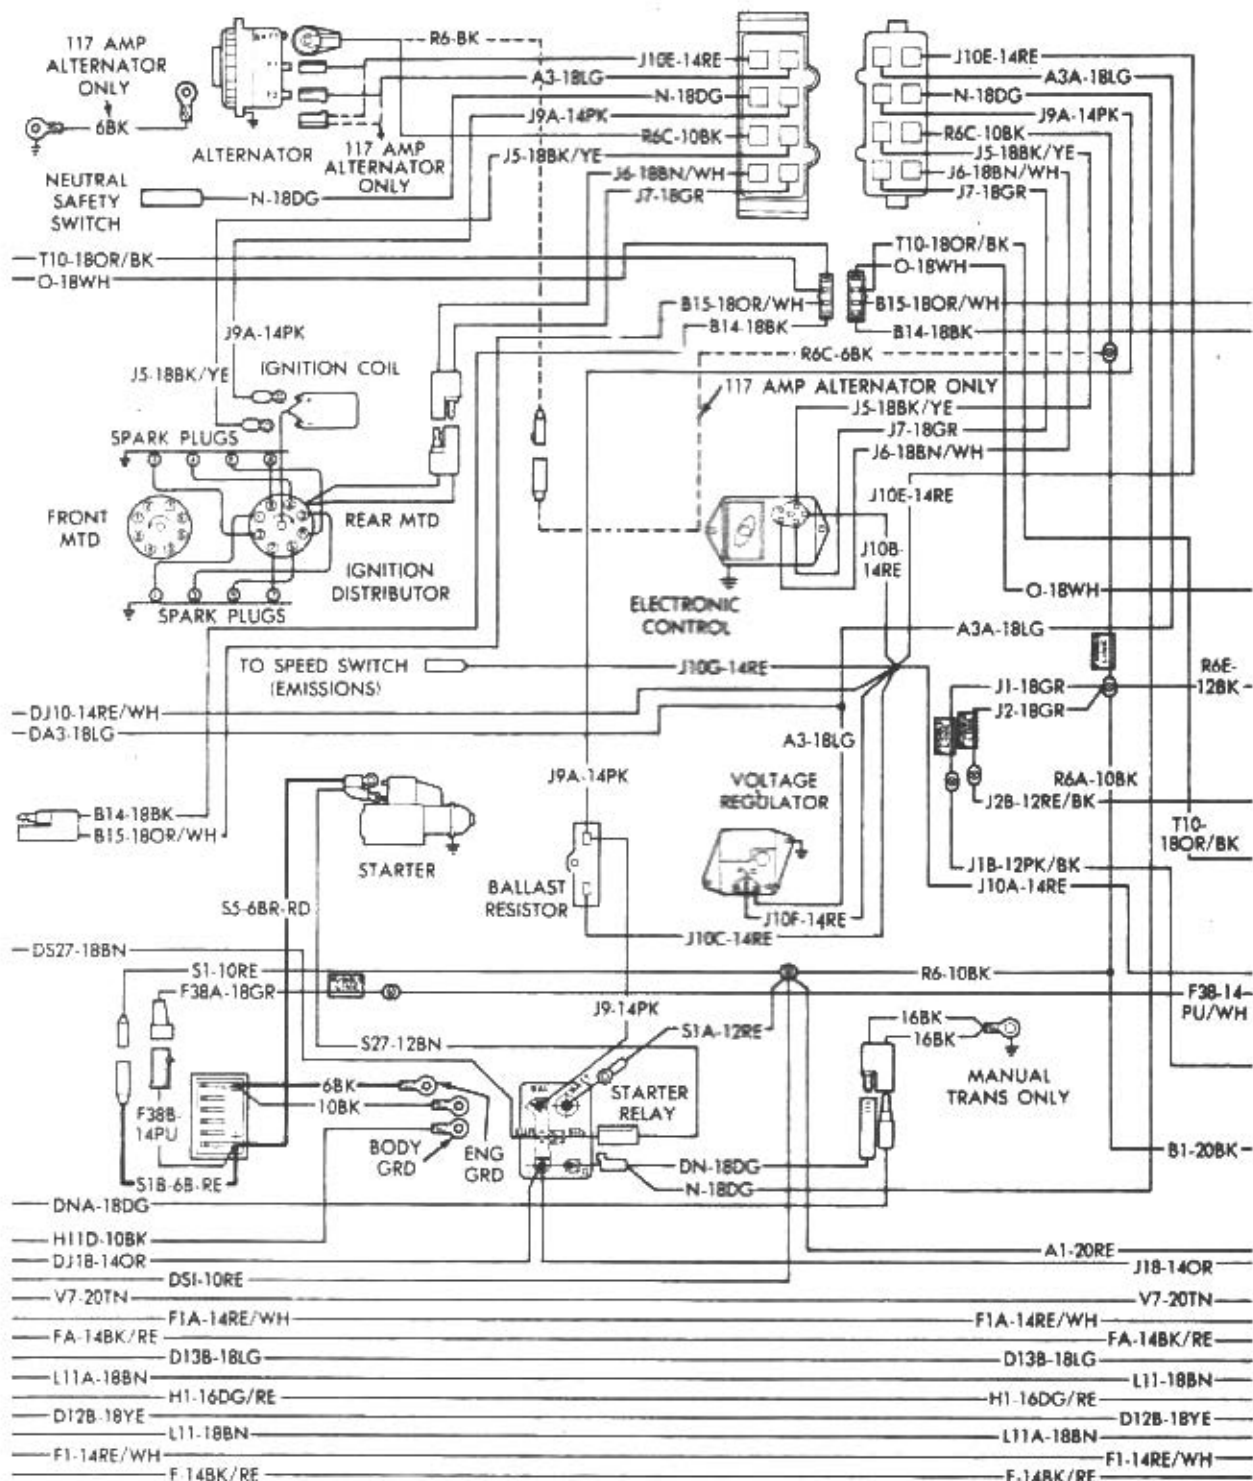 117 AMP
ALTERNATOR
ONLY
6BK
R6-BK
ALTERNATOR
117 AMP
ALTERNATOR
ONLY
J10E-14RE
A3-18LG
N-18DG
J9A-14PK
R6C-10BK
J5-18BK/YE
J6-18BN/WH
J7-18GR
J10E-14RE
A3A-18LG
N-18DG
J9A-14PK
R6C-10BK
J5-18BK/YE
J6-18BN/WH
J7-18GR
NEUTRAL
SAFETY
SWITCH
N-18DG
T10-18OR/BK
O-18WH
T10-18OR/BK
O-18WH
B15-18OR/WH
B14-18BK
B15-18OR/WH
B14-18BK
J9A-14PK
R6C-6BK
J5-18BK/YE
IGNITION COIL
117 AMP ALTERNATOR ONLY
J5-18BK/YE
J7-18GR
J6-18BN/WH
SPARK PLUGS
J10E-14RE
FRONT
MTD
REAR MTD
IGNITION
DISTRIBUTOR
J10B-
14RE
SPARK PLUGS
ELECTRONIC
CONTROL
O-18WH
A3A-18LG
TO SPEED SWITCH
(EMISSIONS)
J10G-14RE
R6E-
12BK
J1-18GR
J2-18GR
DJ10-14RE/WH
DA3-18LG
A3-18LG
J9A-14PK
VOLTAGE
REGULATOR
R6A-10BK
J2B-12RE/BK
B14-18BK
B15-18OR/WH
T10-
18OR/BK
STARTER
BALLAST
RESISTOR
J1B-12PK/BK
J10A-14RE
S5-6BR-RD
J10F-14RE
J10C-14RE
DS27-18BN
S1-10RE
R6-10BK
F38A-18GR
F38-14
PU/WH
J9-14PK
S1A-12RE
16BK
16BK
S27-12BN
MANUAL
TRANS ONLY
6BK
10BK
STARTER
RELAY
F38B-
14PU
BODY
GRD
ENG
GRD
B1-20BK
S1B-6B-RE
DN-18DG
N-18DG
DNA-18DG
H11D-10BK
DJ18-14OR
A1-20RE
J18-14OR
DSI-10RE
V7-20TN
V7-20TN
F1A-14RE/WH
F1A-14RE/WH
FA-14BK/RE
FA-14BK/RE
D13B-18LG
D13B-18LG
L11A-18BN
L11-18BN
H1-16DG/RE
H1-16DG/RE
D12B-18YE
D12B-18YE
L11-18BN
L11A-18BN
F1-14RE/WH
F1-14RE/WH
F-14BK/RE
F-14BK/RE